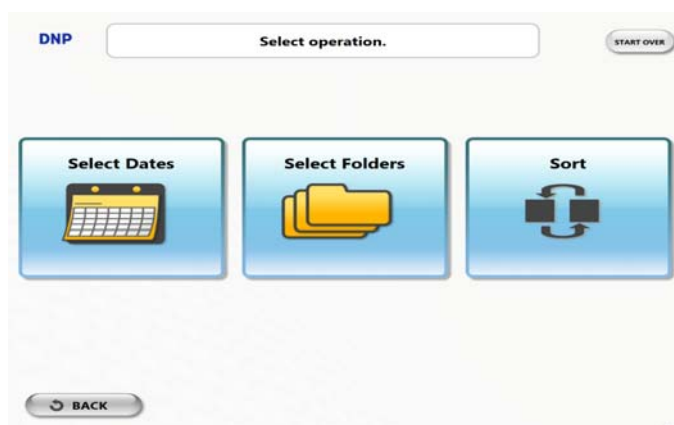 DNP
Select operation.
START OVER
Select Dates
Select Folders
Sort
BACK